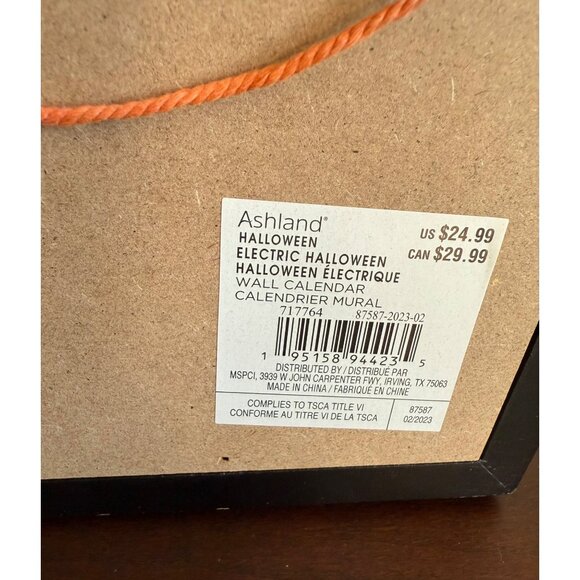 Ashland®
US $24.99
HALLOWEEN
CAN $29.99
ELECTRIC HALLOWEEN
HALLOWEEN ÉLECTRIQUE
WALL CALENDAR
CALENDRIER MURAL
717764 87587-2023-02
1 95158 94423 5
DISTRIBUTED BY / DISTRIBUÉ PAR
MSPCI, 3939 W JOHN CARPENTER FWY, IRVING, TX 75063
MADE IN CHINA / FABRIQUÉ EN CHINE
COMPLIES TO TSCA TITLE VI
CONFORME AU TITRE VI DE LA TSCA
87587
02/2023